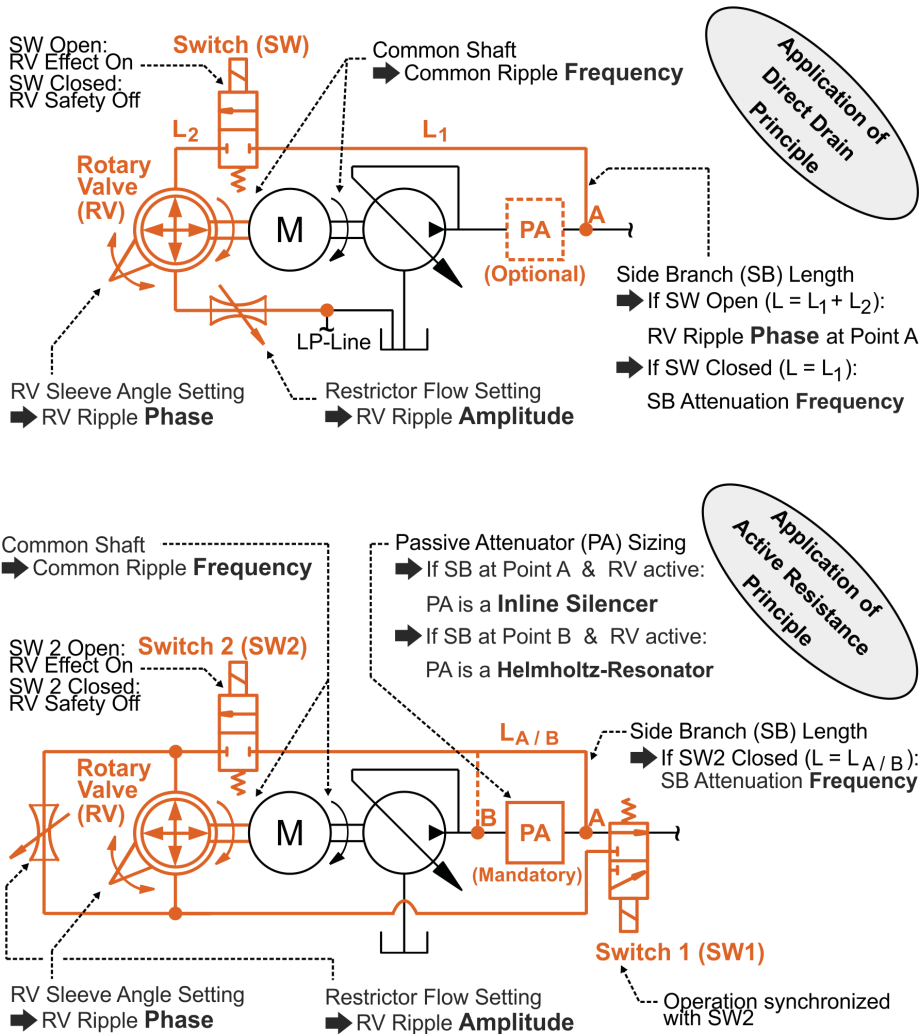 SW Open:
RV Effect On
SW Closed:
RV Safety Off
Switch (SW)
Common Shaft
Common Ripple Frequency
Application of
Direct Drain
Principle
L2
L1
Rotary
Valve
(RV)
M
PA
(Optional)
A
LP-Line
Side Branch (SB) Length
If SW Open (L = L1 + L2):
RV Ripple Phase at Point A
If SW Closed (L = L1):
SB Attenuation Frequency
RV Sleeve Angle Setting
RV Ripple Phase
Restrictor Flow Setting
RV Ripple Amplitude
Common Shaft
Common Ripple Frequency
Passive Attenuator (PA) Sizing
If SB at Point A & RV active:
PA is a Inline Silencer
If SB at Point B & RV active:
PA is a Helmholtz-Resonator
Application of
Active Resistance
Principle
SW 2 Open:
RV Effect On
SW 2 Closed:
RV Safety Off
Switch 2 (SW2)
LA / B
Side Branch (SB) Length
If SW2 Closed (L = LA / B):
SB Attenuation Frequency
Rotary
Valve
(RV)
M
B
PA
(Mandatory)
A
Switch 1 (SW1)
Operation synchronized
with SW2
RV Sleeve Angle Setting
RV Ripple Phase
Restrictor Flow Setting
RV Ripple Amplitude